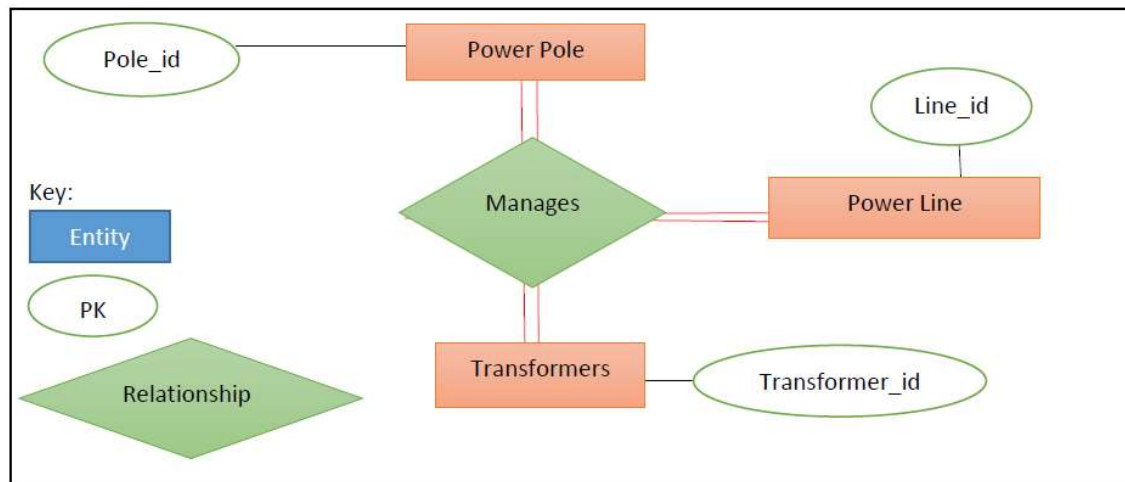 Pole_id
Power Pole
Line_id
Manages
Power Line
Key:
Entity
PK
Relationship
Transformers
Transformer_id